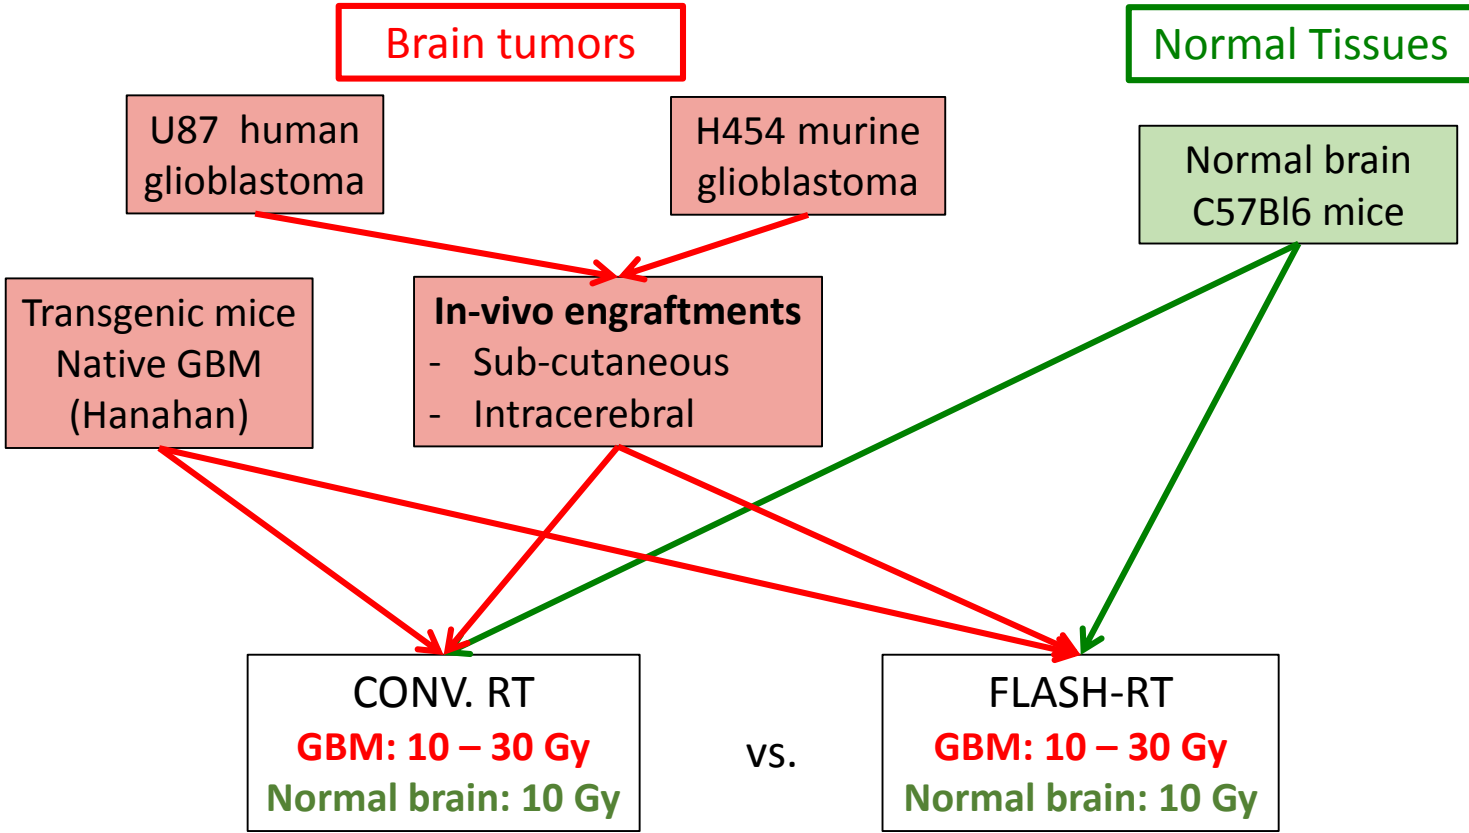 Brain tumors
Normal Tissues
U87 human
glioblastoma
H454 murine
glioblastoma
Normal brain
C57Bl6 mice
Transgenic mice
Native GBM
(Hanahan)
In-vivo engraftments
- Sub-cutaneous
- Intracerebral
CONV. RT
GBM: 10 – 30 Gy
Normal brain: 10 Gy
vs.
FLASH-RT
GBM: 10 – 30 Gy
Normal brain: 10 Gy